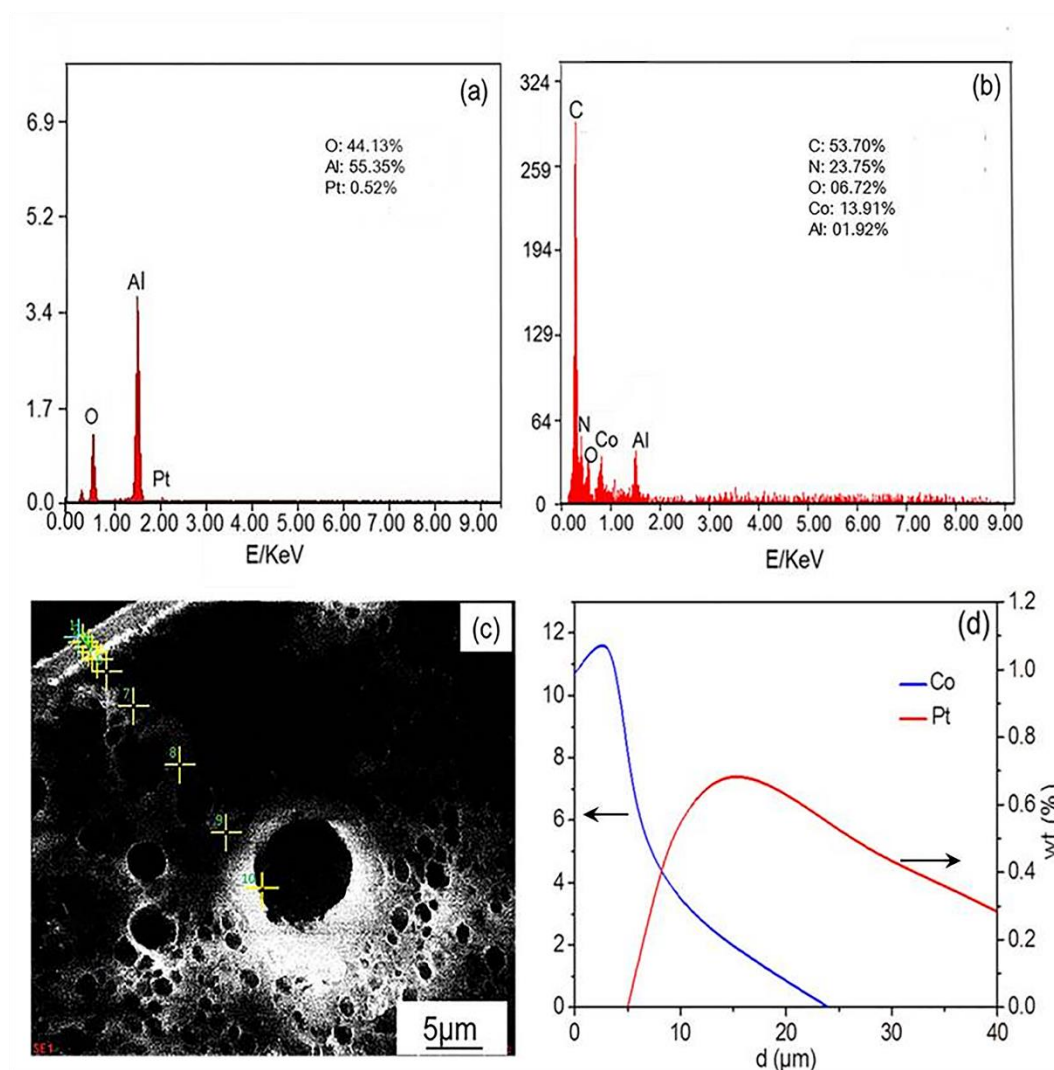 (a)
6.9
5.2
3.4
1.7
0.0
O: 44.13%
Al: 55.35%
Pt: 0.52%
O
Al
Pt
0.00 1.00 2.00 3.00 4.00 5.00 6.00 7.00 8.00 9.00
E/KeV
(b)
324
259
194
129
64
0
C: 53.70%
N: 23.75%
O: 06.72%
Co: 13.91%
Al: 01.92%
C
N
O
Co
Al
0.00 1.00 2.00 3.00 4.00 5.00 6.00 7.00 8.00 9.00
E/KeV
(c)
7
8
9
10
5µm
SE1
(d)
12
10
8
6
4
2
0
Co
Pt
1.2
1.0
0.8
0.6
0.4
0.2
0.0
wt (%)
0 10 20 30 40
d (µm)